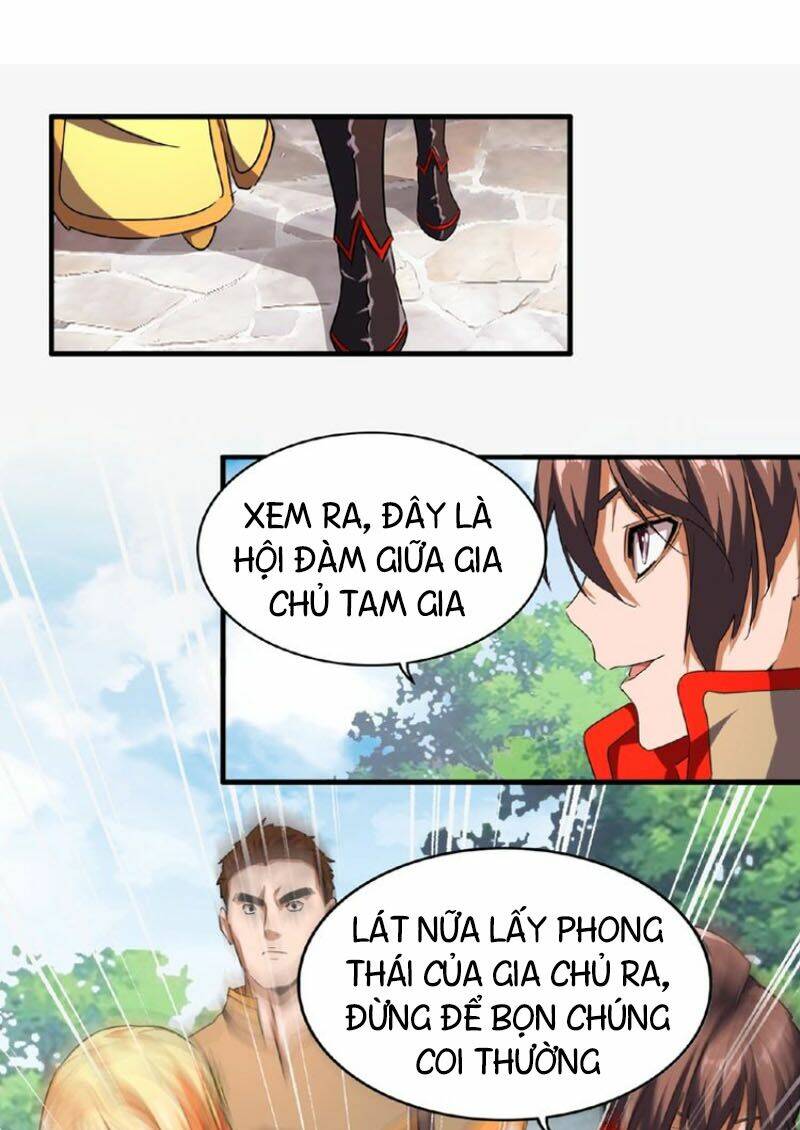 XEM RA, ĐÂY LÀ
HỘI ĐÀM GIỮA GIA
CHỦ TAM GIA
LÁT NỮA LẤY PHONG
THÁI CỦA GIA CHỦ RA,
ĐỪNG ĐỂ BỌN CHÚNG
COI THƯỜNG